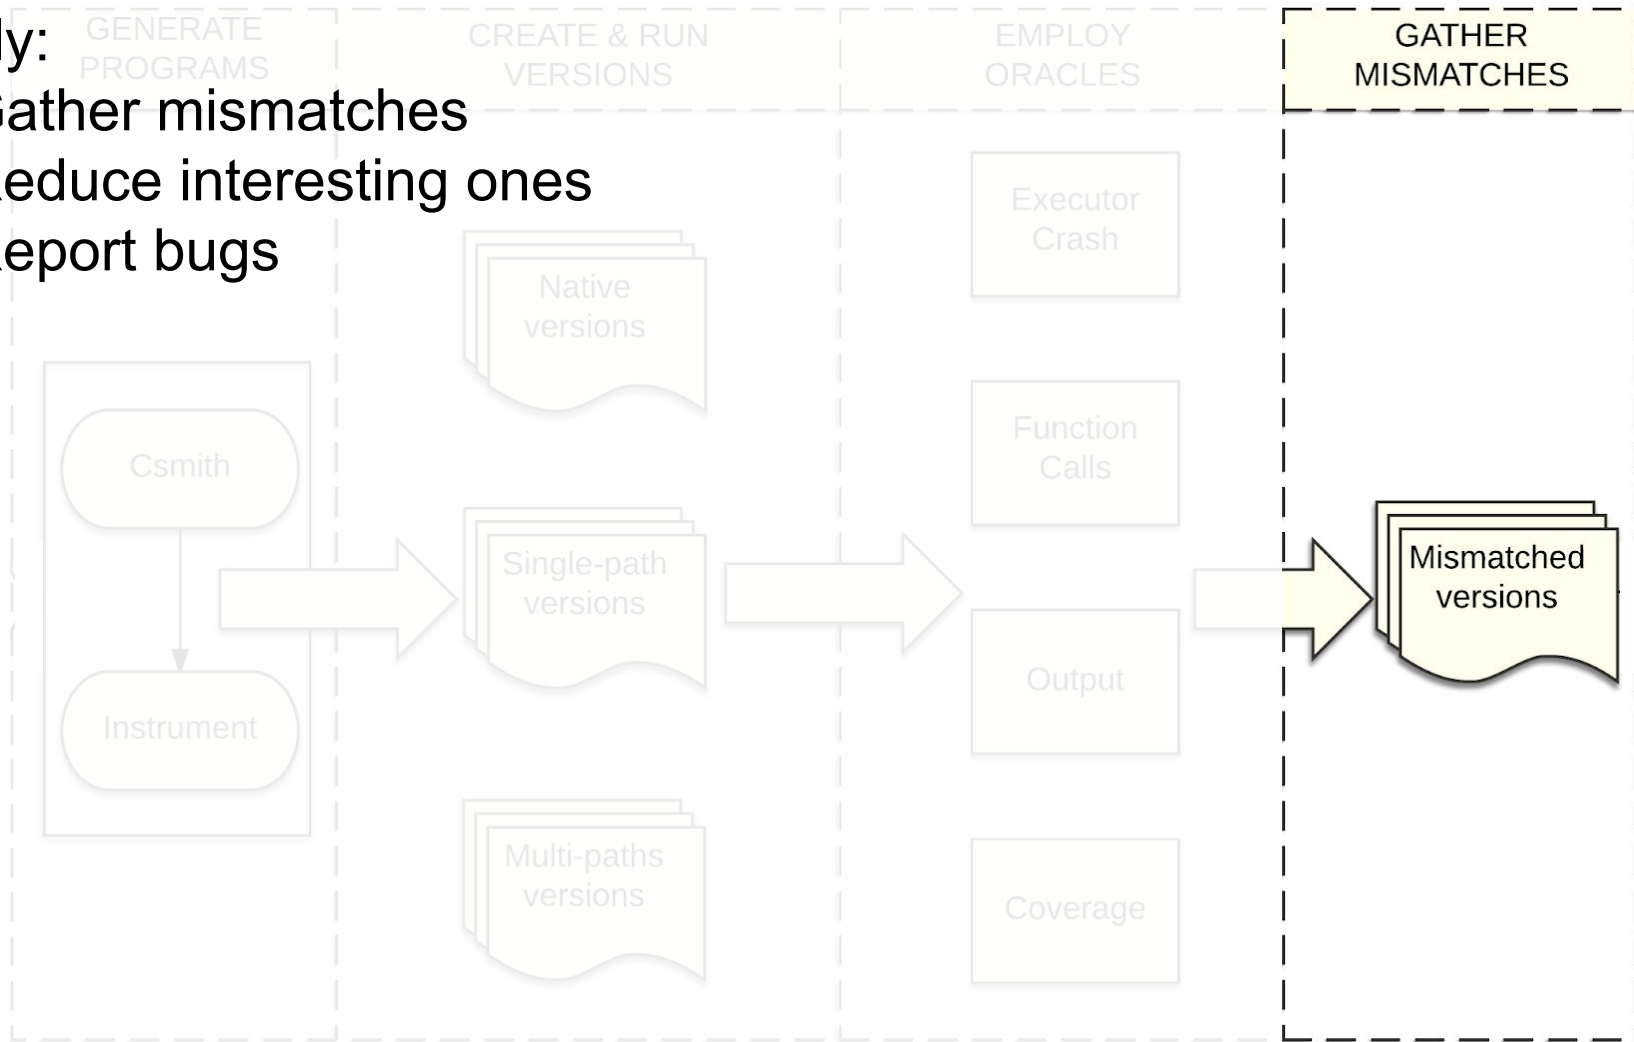 ly:
Gather mismatches
educe interesting ones
eport bugs
GENERATE
PROGRAMS
CREATE & RUN
VERSIONS
EMPLOY
ORACLES
GATHER
MISMATCHES
Csmith
Instrument
Native
versions
Single-path
versions
Multi-paths
versions
Executor
Crash
Function
Calls
Output
Coverage
Mismatched
versions